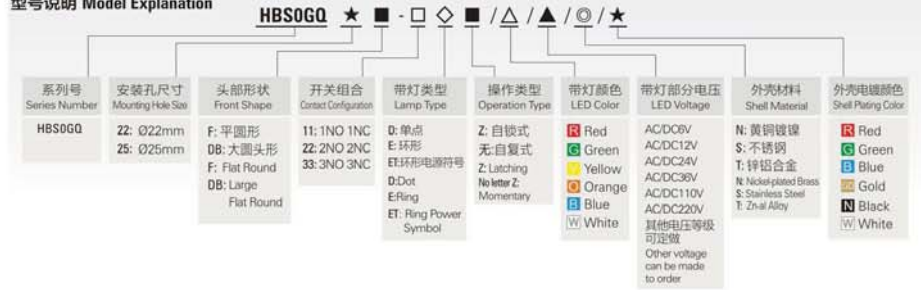 型号说明 Model Explanation
HBS0GQ ★ ■ - □ ◇ ■ / △ / ▲ / ◎ / ★
系列号
Series Number
HBS0GQ
安装孔尺寸
Mounting Hole Size
22: Ø22mm
25: Ø25mm
头部形状
Front Shape
F: 平圆形
DB: 大圆头形
F: Flat Round
DB: Large
Flat Round
开关组合
Contact Configuration
11: 1NO 1NC
22: 2NO 2NC
33: 3NO 3NC
带灯类型
Lamp Type
D: 单点
E: 环形
ET:环形电源符号
D:Dot
E:Ring
ET: Ring Power
Symbol
操作类型
Operation Type
Z: 自锁式
无:自复式
Z: Latching
No letter Z:
Momentary
带灯颜色
LED Color
R Red
G Green
Y Yellow
O Orange
B Blue
W White
带灯部分电压
LED Voltage
AC/DC6V
AC/DC12V
AC/DC24V
AC/DC36V
AC/DC110V
AC/DC220V
其他电压等级
可定做
Other voltage
can be made
to order
外壳材料
Shell Material
N: 黄铜镀镍
S: 不锈钢
T: 锌铝合金
N: Nickel-plated Brass
S: Stainless Steel
T: Zn-al Alloy
外壳电镀颜色
Shell Plating Color
R Red
G Green
B Blue
Gold
N Black
W White